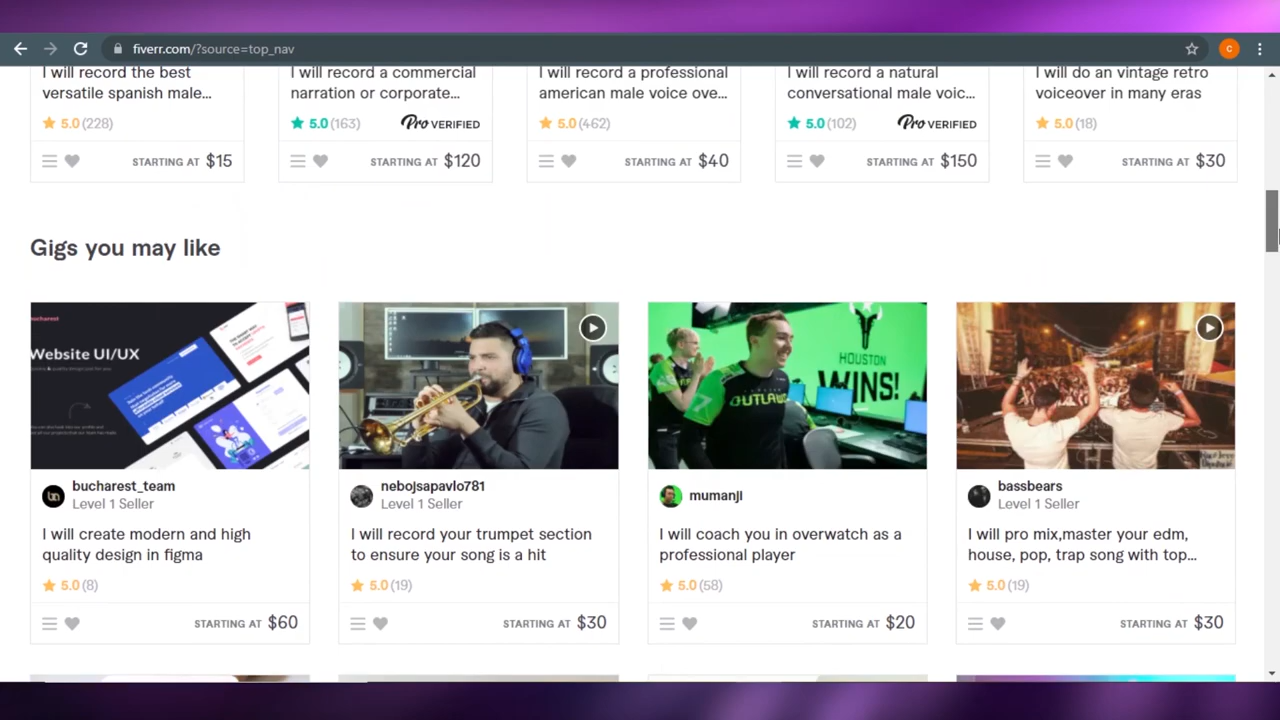 fiverr.com/?source=top_nav
C
I will record the best
versatile spanish male...
5.0 (228)
STARTING AT $15
I will record a commercial
narration or corporate...
5.0 (163) Pro VERIFIED
STARTING AT $120
I will record a professional
american male voice ove...
5.0 (462)
STARTING AT $40
I will record a natural
conversational male voic...
5.0 (102) Pro VERIFIED
STARTING AT $150
I will do an vintage retro
voiceover in many eras
5.0 (18)
STARTING AT $30
Gigs you may like
bucharest
Website UI/UX
bucharest_team
Level 1 Seller
I will create modern and high
quality design in figma
5.0 (8)
STARTING AT $60
nebojsapavlo781
Level 1 Seller
I will record your trumpet section
to ensure your song is a hit
5.0 (19)
STARTING AT $30
HOUSTON
WINS!
OUTLAWS
mumanji
I will coach you in overwatch as a
professional player
5.0 (58)
STARTING AT $20
bassbears
Level 1 Seller
I will pro mix,master your edm,
house, pop, trap song with top...
5.0 (19)
STARTING AT $30